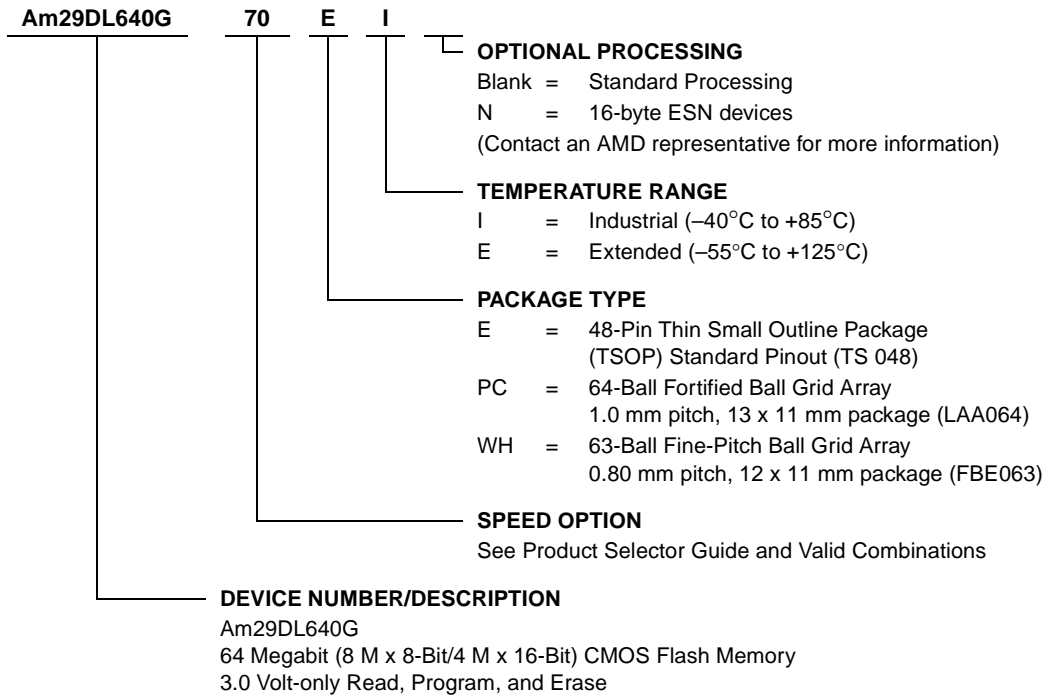 Am29DL640G 70 E I
OPTIONAL PROCESSING
Blank = Standard Processing
N = 16-byte ESN devices
(Contact an AMD representative for more information)
TEMPERATURE RANGE
I = Industrial (–40°C to +85°C)
E = Extended (–55°C to +125°C)
PACKAGE TYPE
E = 48-Pin Thin Small Outline Package
(TSOP) Standard Pinout (TS 048)
PC = 64-Ball Fortified Ball Grid Array
1.0 mm pitch, 13 x 11 mm package (LAA064)
WH = 63-Ball Fine-Pitch Ball Grid Array
0.80 mm pitch, 12 x 11 mm package (FBE063)
SPEED OPTION
See Product Selector Guide and Valid Combinations
DEVICE NUMBER/DESCRIPTION
Am29DL640G
64 Megabit (8 M x 8-Bit/4 M x 16-Bit) CMOS Flash Memory
3.0 Volt-only Read, Program, and Erase